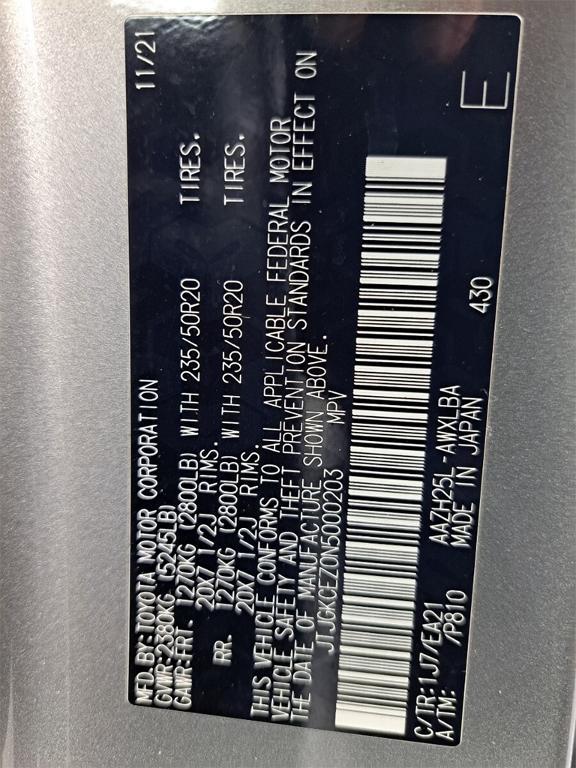 MFD.BY:TOYOTA MOTOR CORPORATION 11/21
GVWR:2380KG (5245LB)
GAWR:FRT. 1270KG (2800LB) WITH 235/50R20 TIRES.
20X7 1/2J RIMS.
RR. 1270KG (2800LB) WITH 235/50R20 TIRES.
20X7 1/2J RIMS.
THIS VEHICLE CONFORMS TO ALL APPLICABLE FEDERAL MOTOR
VEHICLE SAFETY AND THEFT PREVENTION STANDARDS IN EFFECT ON
THE DATE OF MANUFACTURE SHOWN ABOVE.
JTJGKCEZ0N5000203 MPV
C/TR:1J7/EA21 AAZH25L-AWXLBA
A/TM: /P810 MADE IN JAPAN 430 E